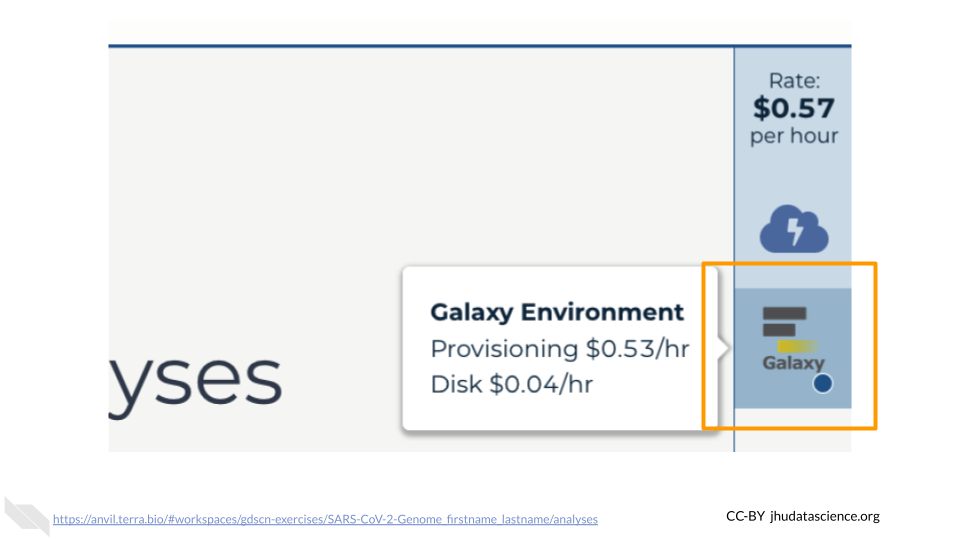 Rate:
$0.57
per hour
Galaxy Environment
Provisioning $0.53/hr
Disk $0.04/hr
Galaxy
yses
https://anvil.terra.bio/#workspaces/gdscn-exercises/SARS-CoV-2-Genome_firstname_lastname/analyses
CC-BY jhudatascience.org